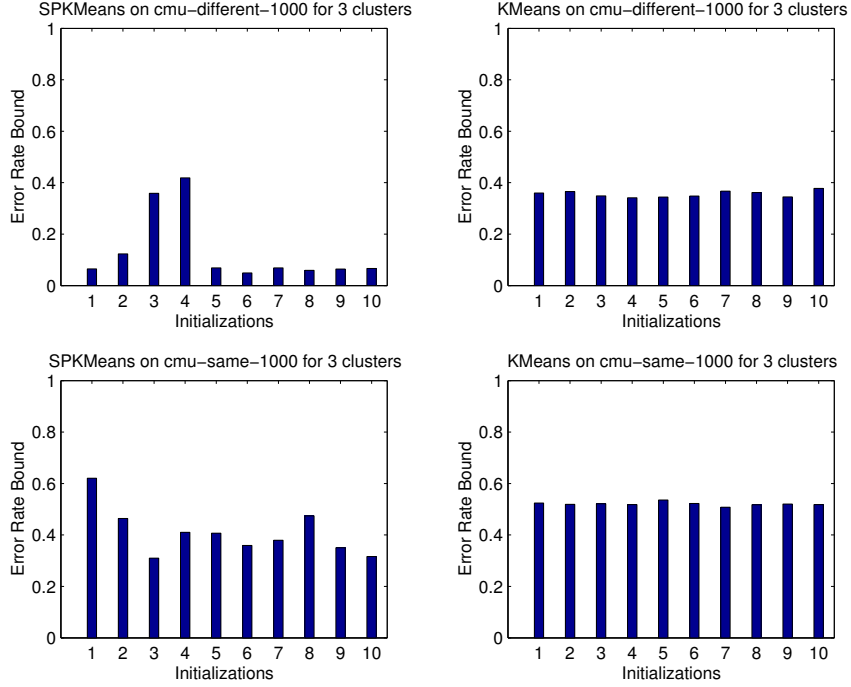 SPKMeans on cmu−different−1000 for 3 clusters
1
0.8
0.6
0.4
0.2
0
Error Rate Bound
1 2 3 4 5 6 7 8 9 10
Initializations
KMeans on cmu−different−1000 for 3 clusters
1
0.8
0.6
0.4
0.2
0
Error Rate Bound
1 2 3 4 5 6 7 8 9 10
Initializations
SPKMeans on cmu−same−1000 for 3 clusters
1
0.8
0.6
0.4
0.2
0
Error Rate Bound
1 2 3 4 5 6 7 8 9 10
Initializations
KMeans on cmu−same−1000 for 3 clusters
1
0.8
0.6
0.4
0.2
0
Error Rate Bound
1 2 3 4 5 6 7 8 9 10
Initializations